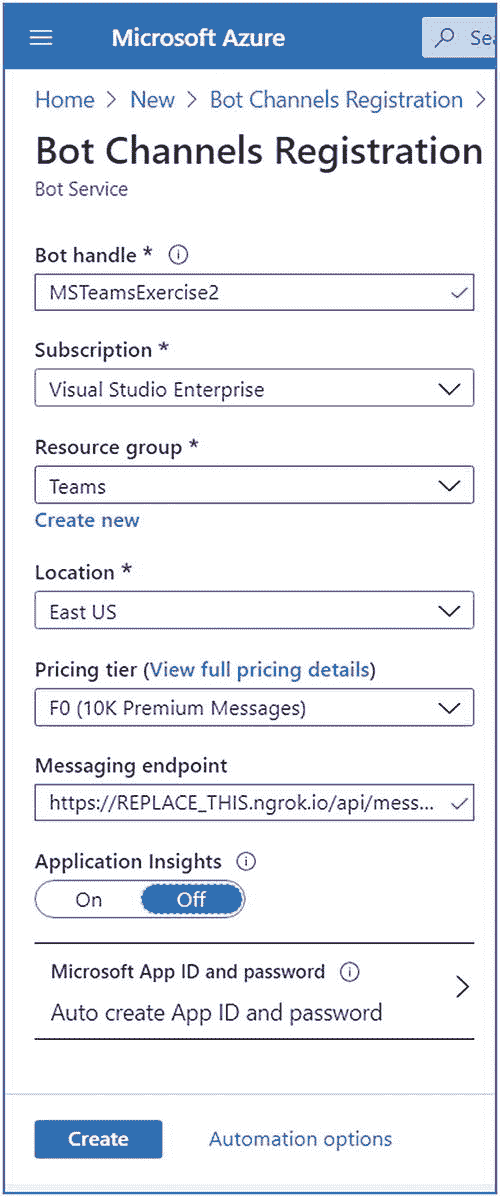 Microsoft Azure
Home > New > Bot Channels Registration >
Bot Channels Registration
Bot Service
Bot handle *
MSTeamsExercise2
Subscription *
Visual Studio Enterprise
Resource group *
Teams
Create new
Location *
East US
Pricing tier (View full pricing details)
F0 (10K Premium Messages)
Messaging endpoint
https://REPLACE_THIS.ngrok.io/api/mess...
Application Insights
On Off
Microsoft App ID and password
Auto create App ID and password
Create Automation options